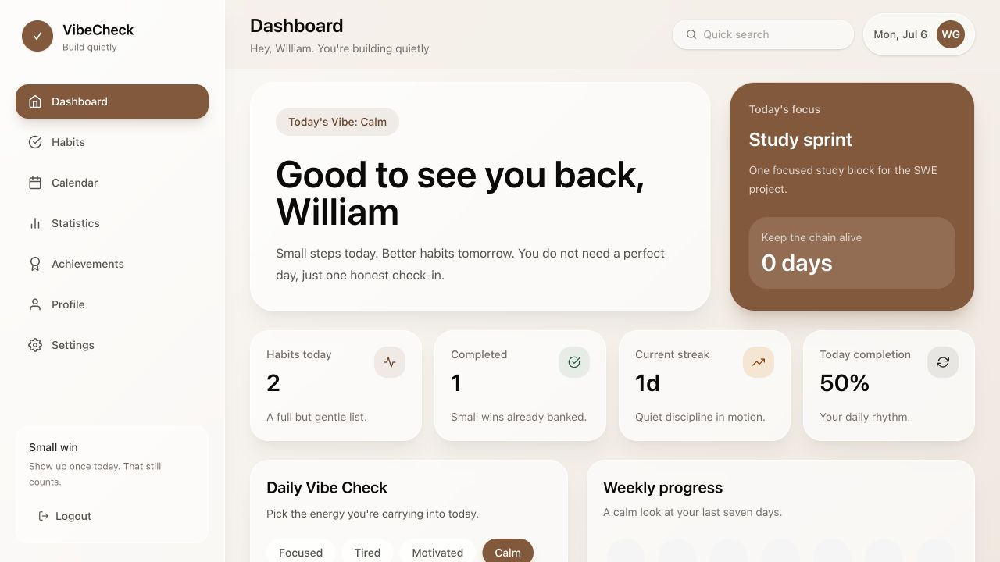 VibeCheck
Build quietly
Dashboard
Habits
Calendar
Statistics
Achievements
Profile
Settings
Small win
Show up once today. That still
counts.
Logout
Dashboard
Hey, William. You're building quietly.
Quick search
Mon, Jul 6
WG
Today's Vibe: Calm
Good to see you back,
William
Small steps today. Better habits tomorrow. You do not need a perfect
day, just one honest check-in.
Today's focus
Study sprint
One focused study block for the SWE
project.
Keep the chain alive
0 days
Habits today
2
A full but gentle list.
Completed
1
Small wins already banked.
Current streak
1d
Quiet discipline in motion.
Today completion
50%
Your daily rhythm.
Daily Vibe Check
Pick the energy you're carrying into today.
Focused
Tired
Motivated
Calm
Weekly progress
A calm look at your last seven days.